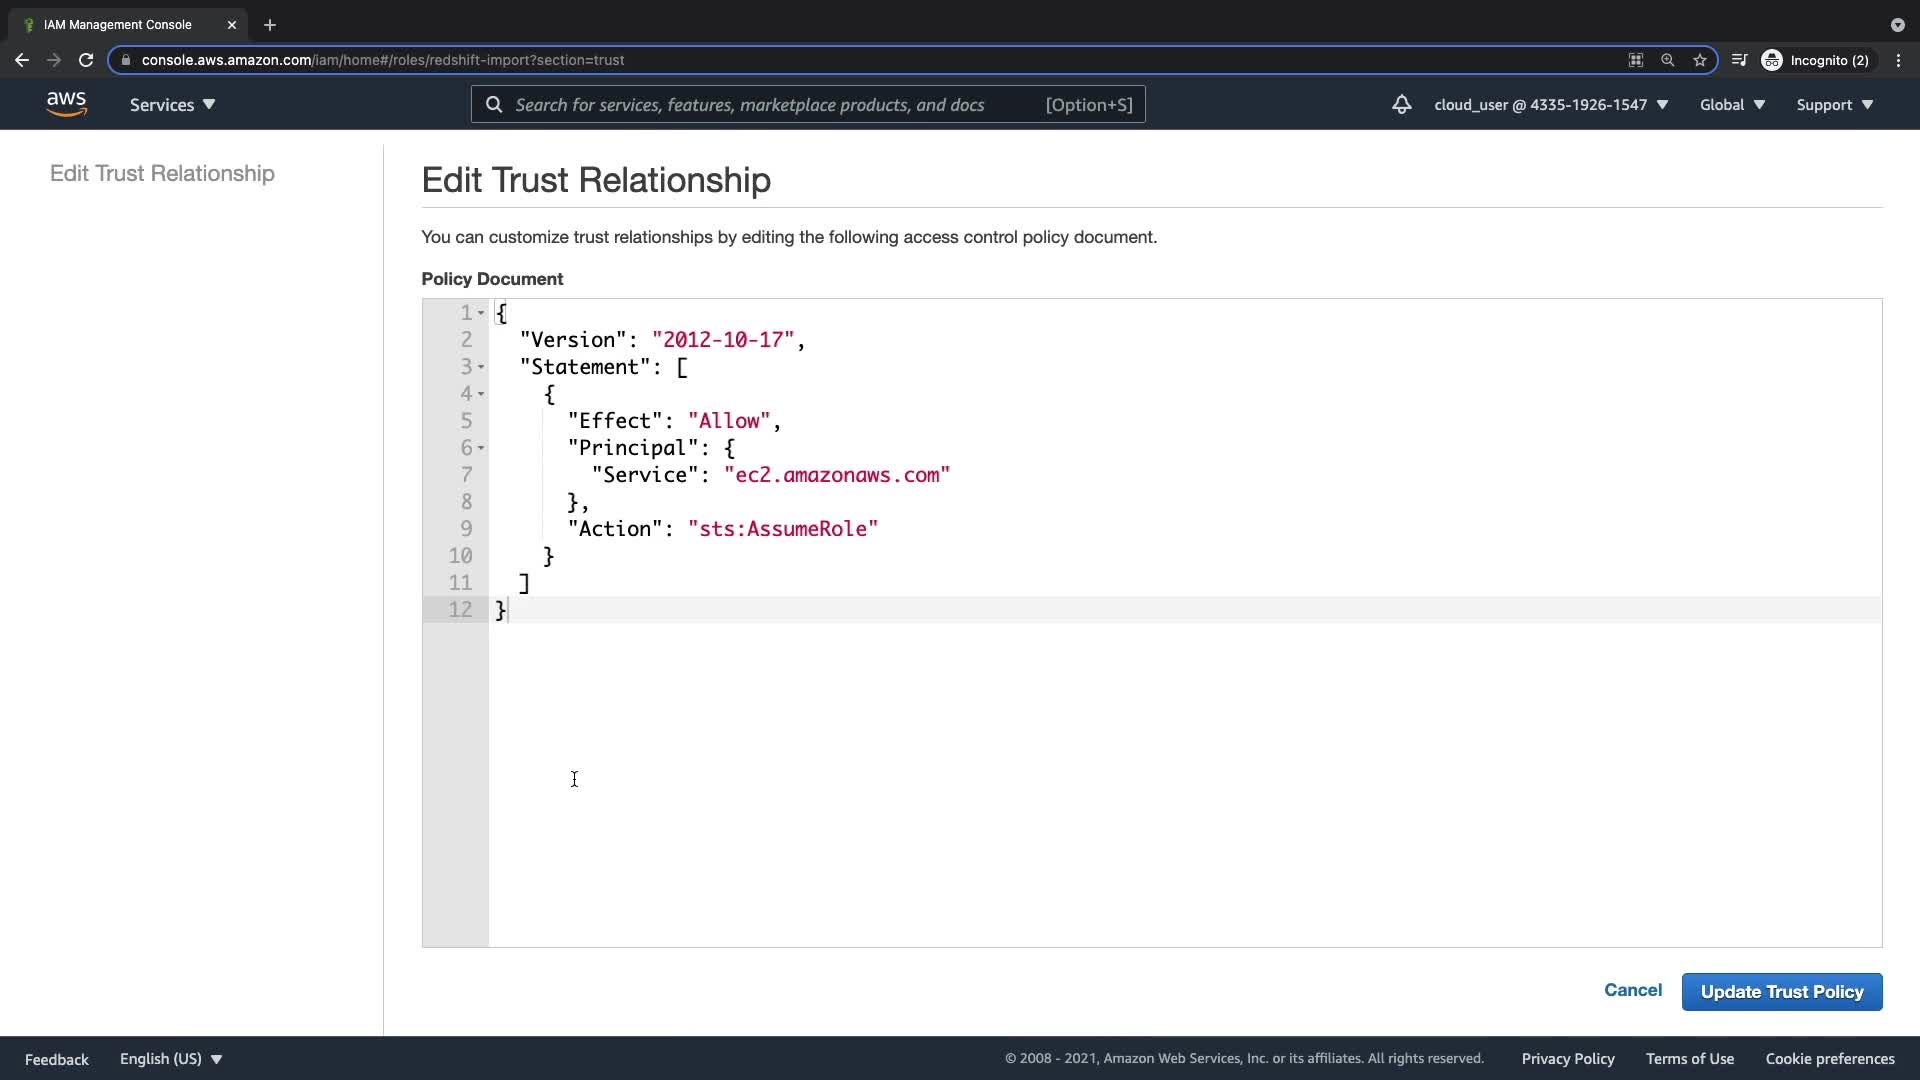 IAM Management Console
console.aws.amazon.com/iam/home#/roles/redshift-import?section=trust
Incognito (2)
aws
Services
Search for services, features, marketplace products, and docs
[Option+S]
cloud_user @ 4335-1926-1547
Global
Support
Edit Trust Relationship
Edit Trust Relationship
You can customize trust relationships by editing the following access control policy document.
Policy Document
1 {
2 "Version": "2012-10-17",
3 "Statement": [
4 {
5 "Effect": "Allow",
6 "Principal": {
7 "Service": "ec2.amazonaws.com"
8 },
9 "Action": "sts:AssumeRole"
10 }
11 ]
12 }
Cancel
Update Trust Policy
Feedback
English (US)
© 2008 - 2021, Amazon Web Services, Inc. or its affiliates. All rights reserved.
Privacy Policy
Terms of Use
Cookie preferences